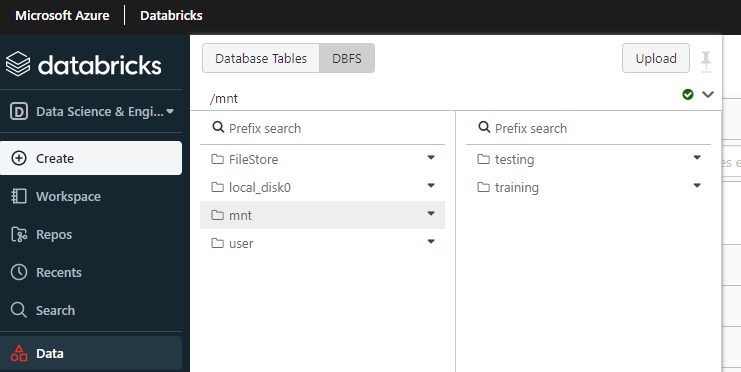 Microsoft Azure Databricks
databricks
Data Science & Engi...
Create
Workspace
Repos
Recents
Search
Data
Database Tables DBFS Upload
/mnt
Prefix search
FileStore
local_disk0
mnt
user
Prefix search
testing
training
es e